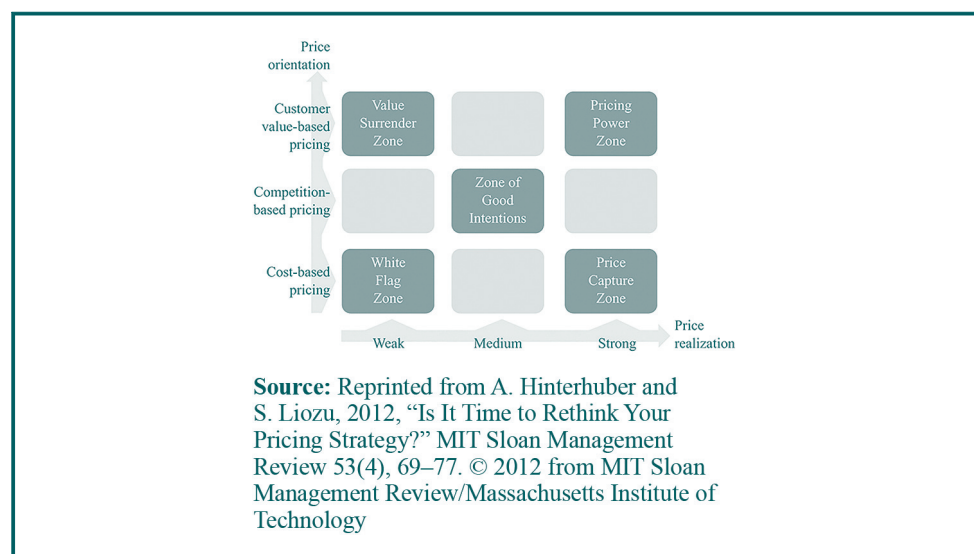 Price
orientation
Customer
value-based
pricing
Value
Surrender
Zone
Pricing
Power
Zone
Competition-
based pricing
Zone of
Good
Intentions
Cost-based
pricing
White
Flag
Zone
Price
Capture
Zone
Weak
Medium
Strong
Price
realization
Source: Reprinted from A. Hinterhuber and
S. Liozu, 2012, “Is It Time to Rethink Your
Pricing Strategy?” MIT Sloan Management
Review 53(4), 69–77. © 2012 from MIT Sloan
Management Review/Massachusetts Institute of
Technology